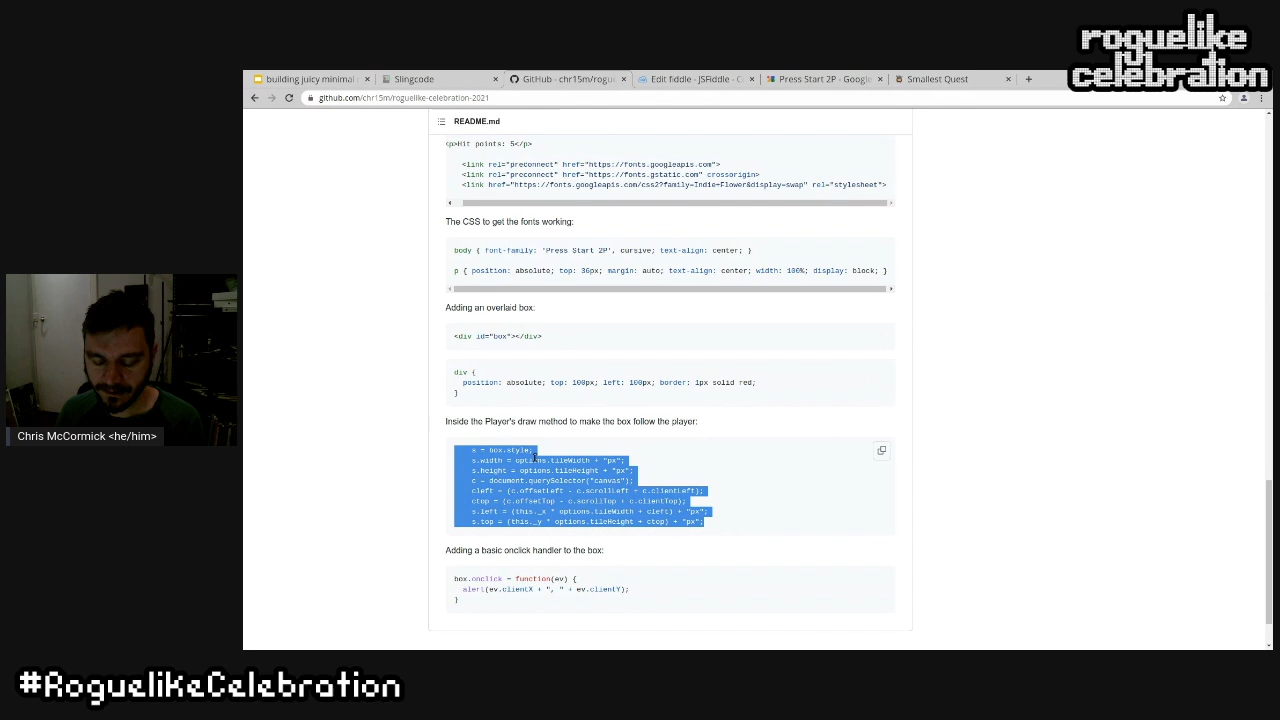 roguelike
celebration
building juicy minimal
Slingcode
GitHub - chr15m/rogue
Edit fiddle - JSFiddle - C
Press Start 2P - Google
Smallest Quest
github.com/chr15m/roguelike-celebration-2021
README.md
<p>Hit points: 5</p>
<link rel="preconnect" href="https://fonts.googleapis.com">
<link rel="preconnect" href="https://fonts.gstatic.com" crossorigin>
<link href="https://fonts.googleapis.com/css2?family=Indie+Flower&display=swap" rel="stylesheet">
The CSS to get the fonts working:
body { font-family: 'Press Start 2P', cursive; text-align: center; }
p { position: absolute; top: 36px; margin: auto; text-align: center; width: 100%; display: block; }
Adding an overlaid box:
<div id="box"></div>
div {
position: absolute; top: 100px; left: 100px; border: 1px solid red;
}
Inside the Player's draw method to make the box follow the player:
s = box.style;
s.width = options.tileWidth + "px";
s.height = options.tileHeight + "px";
c = document.querySelector("canvas");
cleft = (c.offsetLeft - c.scrollLeft + c.clientLeft);
ctop = (c.offsetTop - c.scrollTop + c.clientTop);
s.left = (this._x * options.tileWidth + cleft) + "px";
s.top = (this._y * options.tileHeight + ctop) + "px";
Adding a basic onclick handler to the box:
box.onclick = function(ev) {
alert(ev.clientX + ", " + ev.clientY);
}
Chris McCormick <he/him>
#RoguelikeCelebration